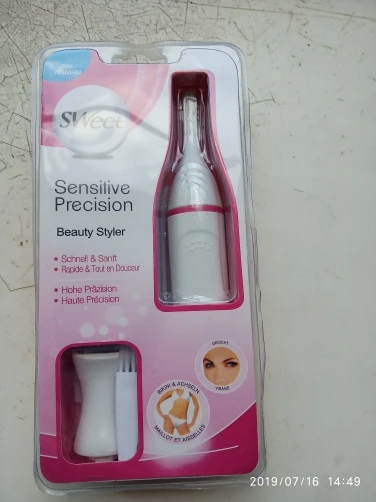 SWeet
Sensitive
Precision
Beauty Styler
• Schnell & Sanft
• Rapide & Tout en Douceur
• Hohe Präzision
• Haute Précision
GESICHT
VISAGE
BIKINI & ACHSELN
MAILLOT ET AISSELLES
2019/07/16 14:49